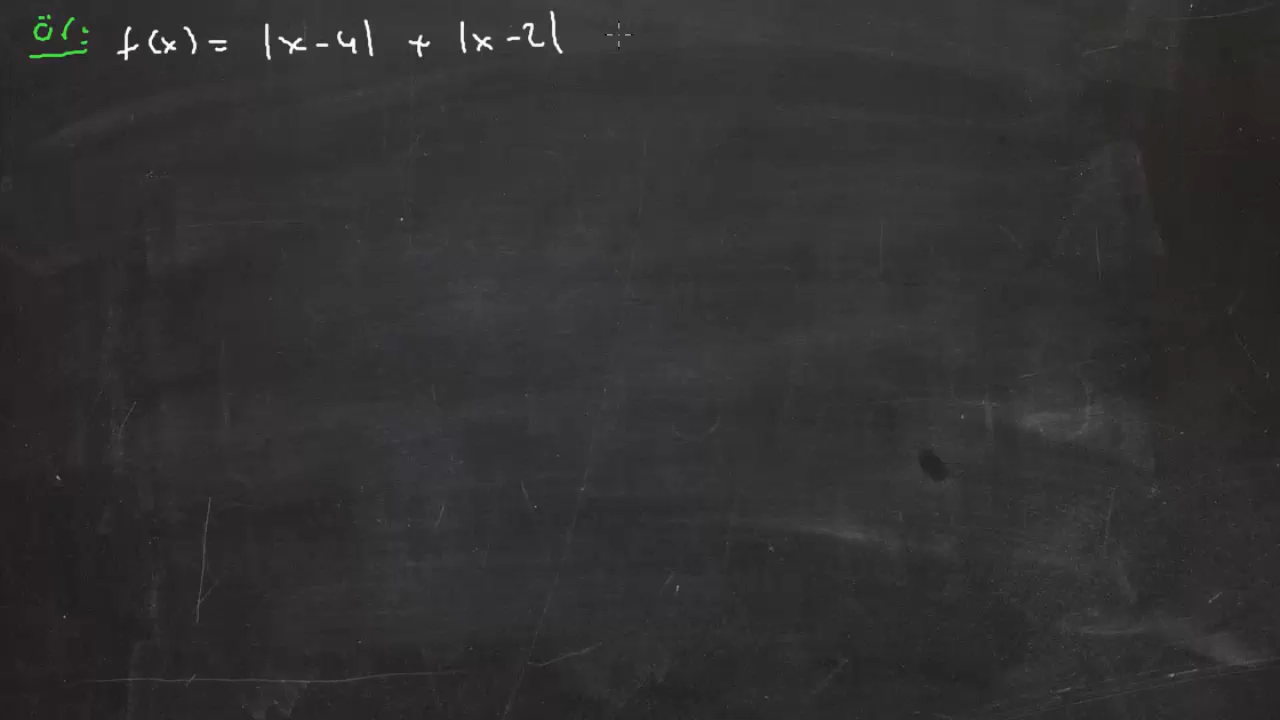 ör: f(x) = |x-4| + |x-2|